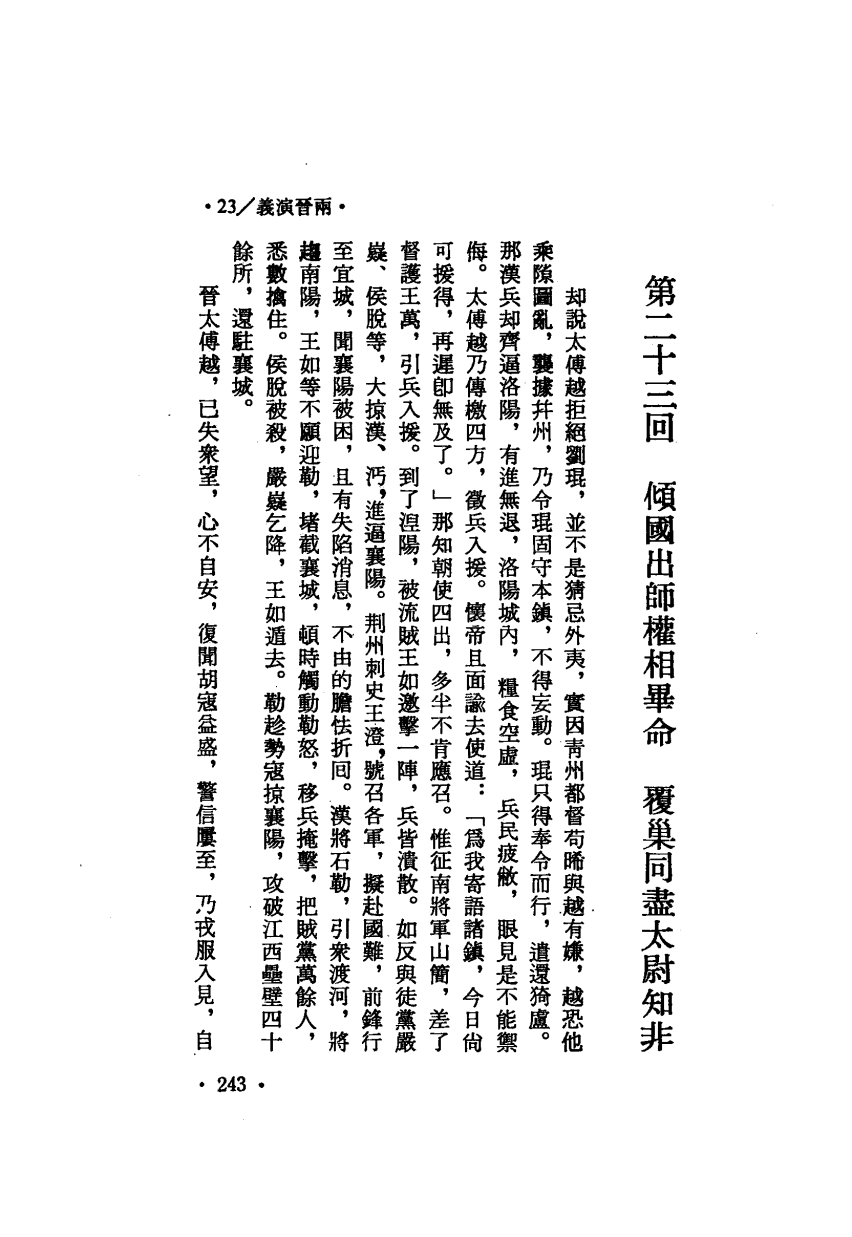 第二十三回　傾國出師權相畢命　覆巢同盡太尉知非
却說太傅越拒絕劉琨，並不是猜忌外夷，實因青州都督苟晞與越有嫌，越恐他
乘隙圖亂，襲據幷州，乃令琨固守本鎮，不得妄動。琨只得奉令而行，遣還猗盧。
那漢兵却齊逼洛陽，有進無退，洛陽城內，糧食空虛，兵民疲敝，眼見是不能禦
侮。太傅越乃傳檄四方，徵兵入援。懷帝且面諭去使道：「爲我寄語諸鎮，今日尙
可援得，再遲卽無及了。」那知朝使四出，多半不肯應召。惟征南將軍山簡，差了
督護王萬，引兵入援。到了湼陽，被流賊王如邀擊一陣，兵皆潰散。如反與徒黨嚴
嶷、侯脫等，大掠漢、沔，進逼襄陽。荆州刺史王澄，號召各軍，擬赴國難，前鋒行
至宜城，聞襄陽被困，且有失陷消息，不由的膽怯折囘。漢將石勒，引衆渡河，將
趨南陽，王如等不願迎勒，堵截襄城，頓時觸動勒怒，移兵掩擊，把賊黨萬餘人，
悉數擒住。侯脫被殺，嚴嶷乞降，王如遁去。勒趁勢寇掠襄陽，攻破江西壘壁四十
餘所，還駐襄城。
晉太傅越，已失衆望，心不自安，復聞胡寇益盛，警信屢至，乃戎服入見，自
・23／義演晉兩・
・243・